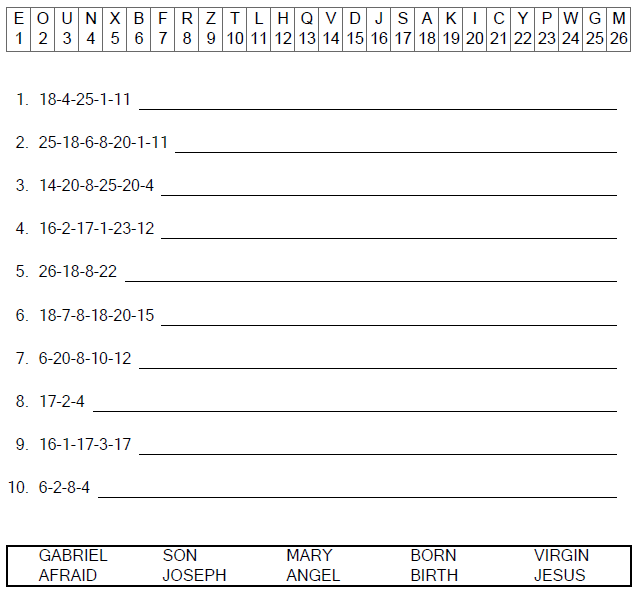 E O U N X B F R Z T L H Q V D J S A K I C Y P W G M
1 2 3 4 5 6 7 8 9 10 11 12 13 14 15 16 17 18 19 20 21 22 23 24 25 26
1. 18-4-25-1-11
2. 25-18-6-8-20-1-11
3. 14-20-8-25-20-4
4. 16-2-17-1-23-12
5. 26-18-8-22
6. 18-7-8-18-20-15
7. 6-20-8-10-12
8. 17-2-4
9. 16-1-17-3-17
10. 6-2-8-4
GABRIEL SON MARY BORN VIRGIN
AFRAID JOSEPH ANGEL BIRTH JESUS